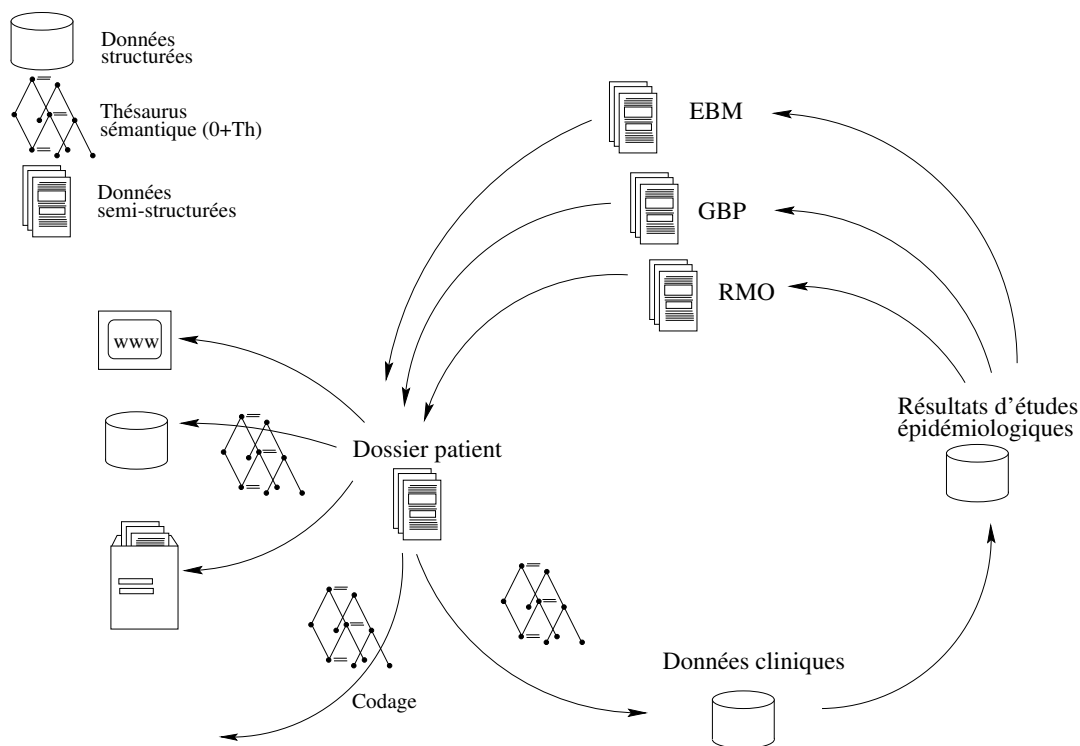 Données
structurées
Thésaurus
sémantique (0+Th)
Données
semi-structurées
EBM
GBP
RMO
www
Résultats d'études
épidémiologiques
Dossier patient
Données cliniques
Codage